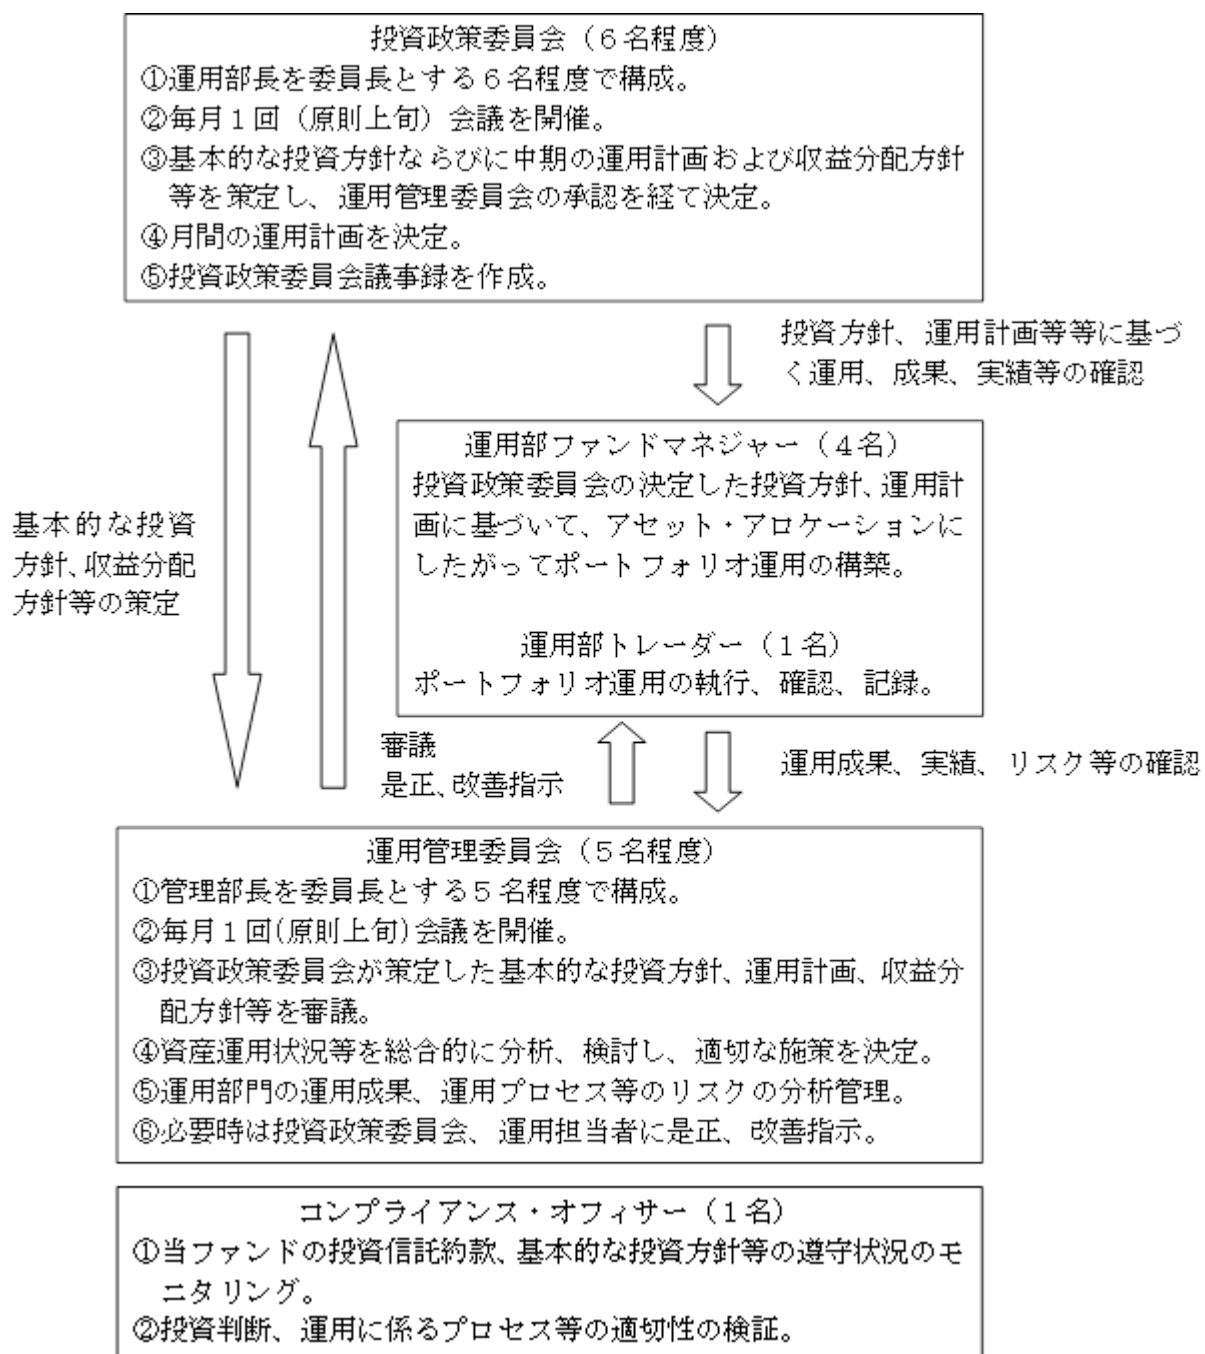 投資政策委員会（６名程度）
①運用部長を委員長とする６名程度で構成。
②毎月１回（原則上旬）会議を開催。
③基本的な投資方針ならびに中期の運用計画および収益分配方針
等を策定し、運用管理委員会の承認を経て決定。
④月間の運用計画を決定。
⑤投資政策委員会議事録を作成。
投資方針、運用計画等等に基づ
く運用、成果、実績等の確認
運用部ファンドマネジャー（４名）
投資政策委員会の決定した投資方針、運用計
画に基づいて、アセット・アロケーションに
したがってポートフォリオ運用の構築。
運用部トレーダー（１名）
ポートフォリオ運用の執行、確認、記録。
基本的な投資
方針、収益分配
方針等の策定
審議
是正、改善指示
運用成果、実績、リスク等の確認
運用管理委員会（５名程度）
①管理部長を委員長とする５名程度で構成。
②毎月１回(原則上旬)会議を開催。
③投資政策委員会が策定した基本的な投資方針、運用計画、収益分
配方針等を審議。
④資産運用状況等を総合的に分析、検討し、適切な施策を決定。
⑤運用部門の運用成果、運用プロセス等のリスクの分析管理。
⑥必要時は投資政策委員会、運用担当者に是正、改善指示。
コンプライアンス・オフィサー（１名）
①当ファンドの投資信託約款、基本的な投資方針等の遵守状況のモ
ニタリング。
②投資判断、運用に係るプロセス等の適切性の検証。